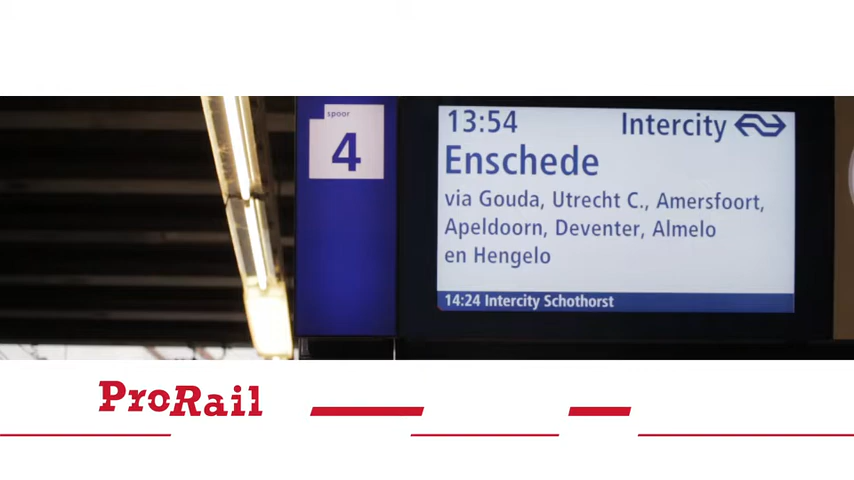 spoor
4
13:54 Intercity
Enschede
via Gouda, Utrecht C., Amersfoort,
Apeldoorn, Deventer, Almelo
en Hengelo
14:24 Intercity Schothorst
ProRail